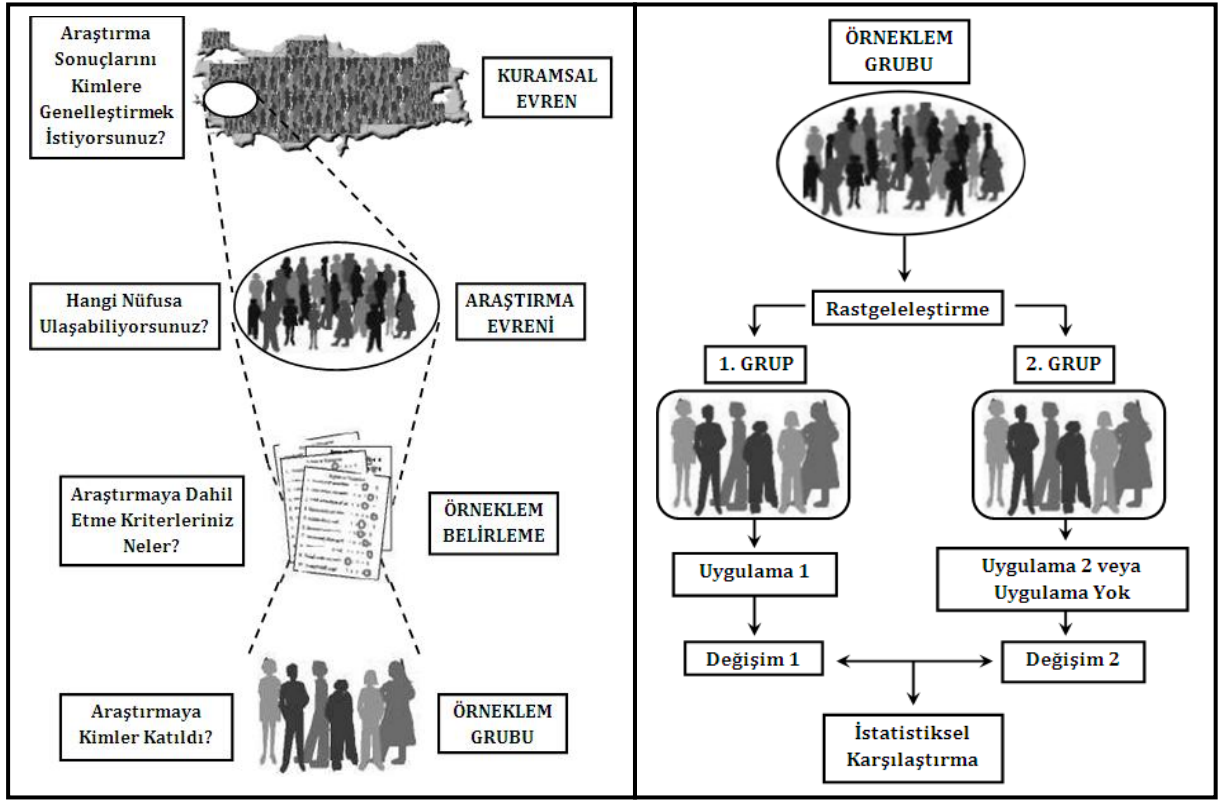 Araştırma
Sonuçlarını
Kimlere
Genelleştirmek
İstiyorsunuz?
KURAMSAL
EVREN
Hangi Nüfusa
Ulaşabiliyorsunuz?
ARAŞTIRMA
EVRENİ
Araştırmaya Dahil
Etme Kriterleriniz
Neler?
ÖRNEKLEM
BELİRLEME
Araştırmaya
Kimler Katıldı?
ÖRNEKLEM
GRUBU
ÖRNEKLEM
GRUBU
Rastgeleleştirme
1. GRUP
2. GRUP
Uygulama 1
Uygulama 2 veya
Uygulama Yok
Değişim 1
Değişim 2
İstatistiksel
Karşılaştırma